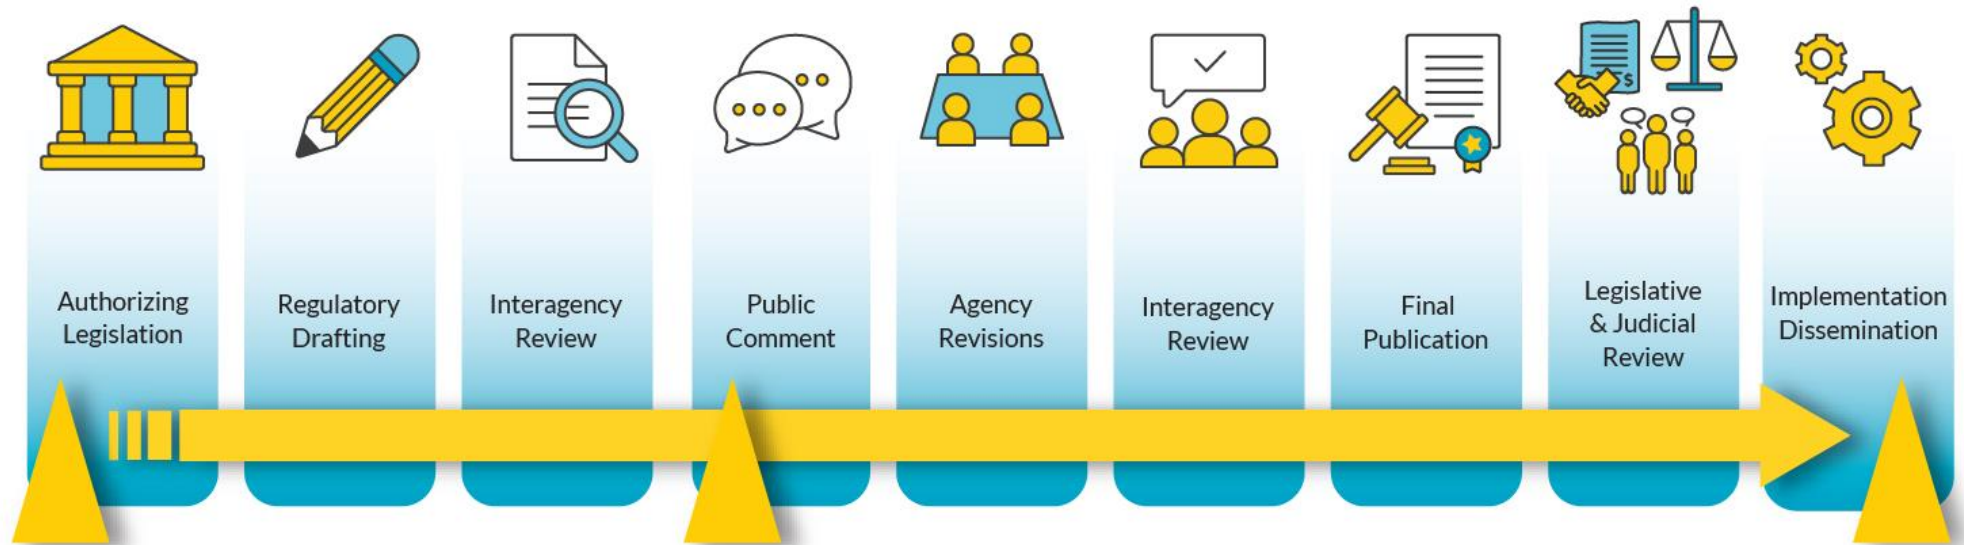 Authorizing
Legislation
Regulatory
Drafting
Interagency
Review
Public
Comment
Agency
Revisions
Interagency
Review
Final
Publication
Legislative
& Judicial
Review
Implementation
Dissemination
$